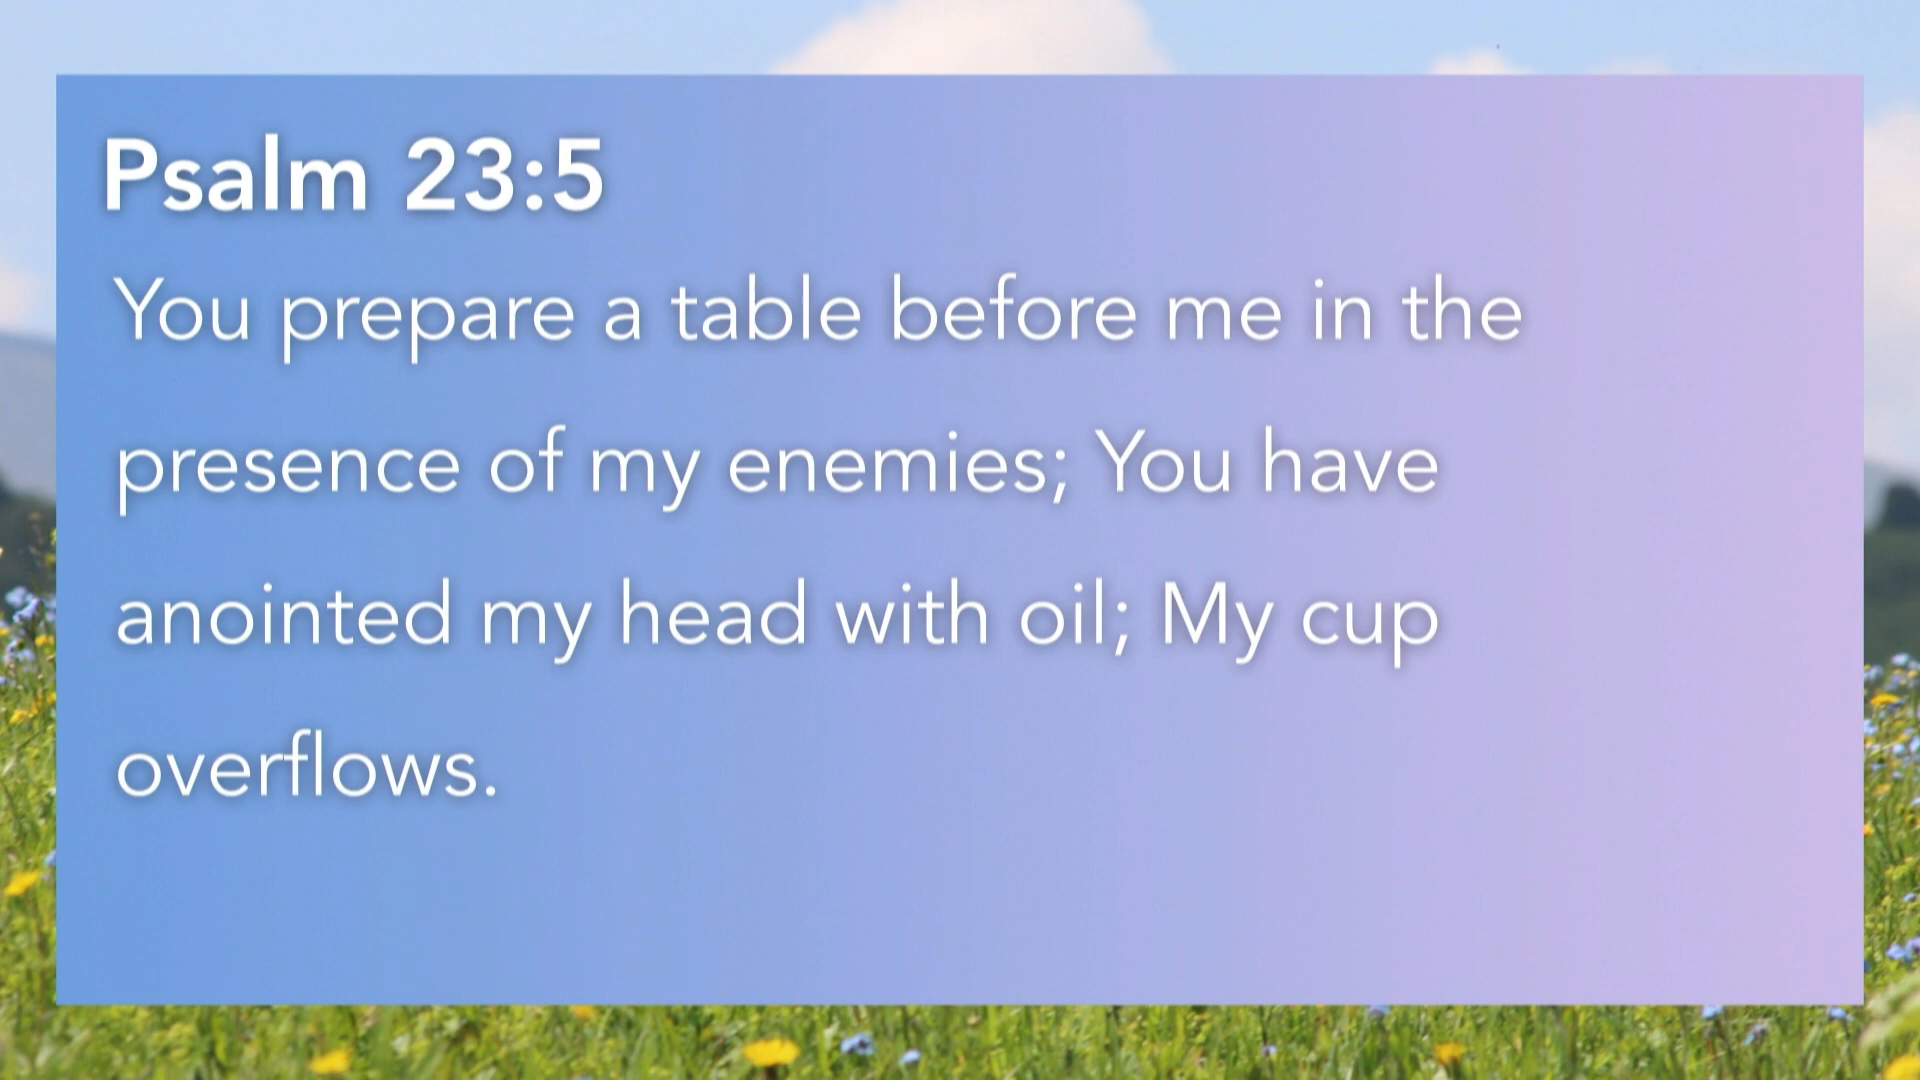 Psalm 23:5
You prepare a table before me in the
presence of my enemies; You have
anointed my head with oil; My cup
overflows.